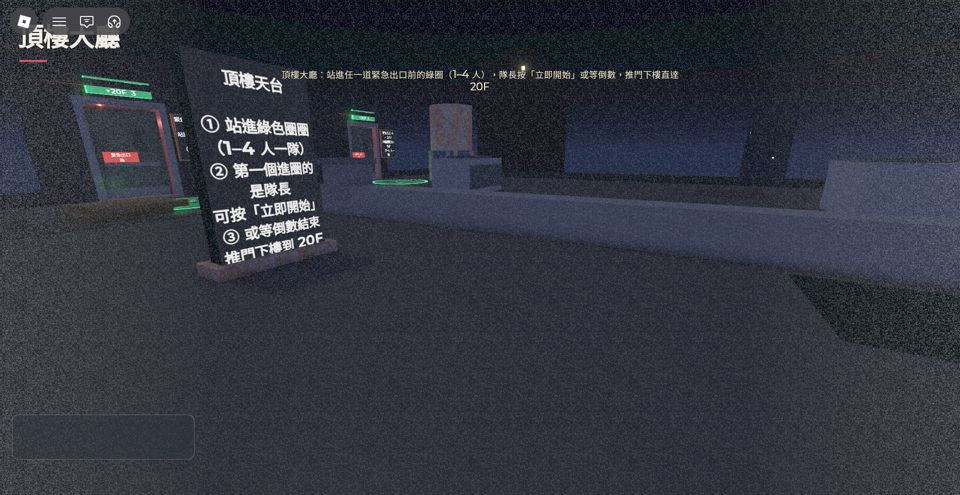 頂樓大廳
頂樓大廳：站進任一道緊急出口前的綠圈（1–4 人），隊長按「立即開始」或等倒數，推門下樓直達
20F
頂樓天台
① 站進綠色圈圈
（1–4 人一隊）
② 第一個進圈的
是隊長
可按「立即開始」
③ 或等倒數結束
推門下樓到 20F
緊急出口